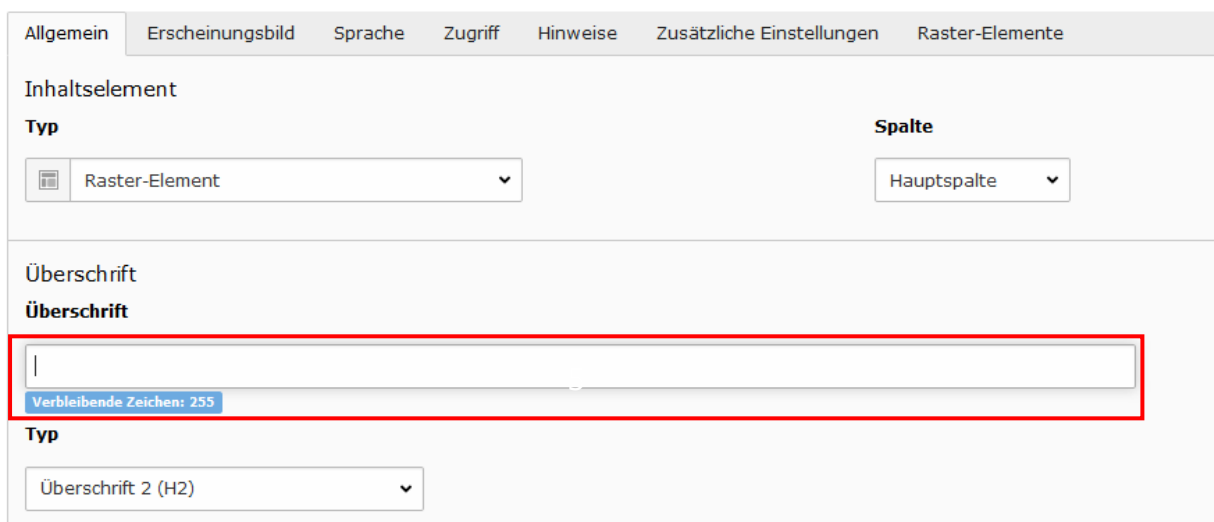 Allgemein Erscheinungsbild Sprache Zugriff Hinweise Zusätzliche Einstellungen Raster-Elemente
Inhaltselement
Typ Spalte
Raster-Element Hauptspalte
Überschrift
Überschrift
Verbleibende Zeichen: 255
Typ
Überschrift 2 (H2)